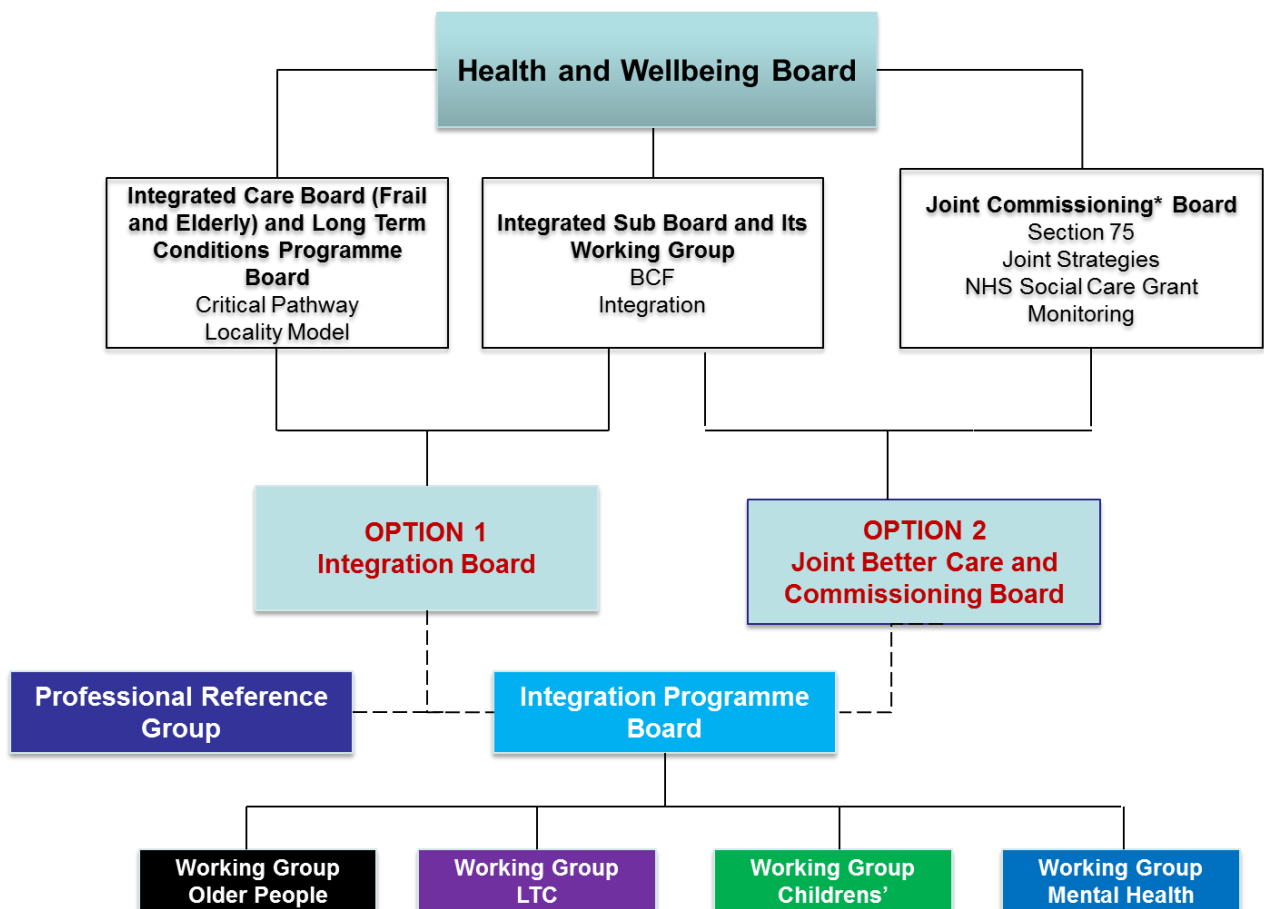 Health and Wellbeing Board
Integrated Care Board (Frail
and Elderly) and Long Term
Conditions Programme
Board
Critical Pathway
Locality Model
Integrated Sub Board and Its
Working Group
BCF
Integration
Joint Commissioning* Board
Section 75
Joint Strategies
NHS Social Care Grant
Monitoring
OPTION 1
Integration Board
OPTION 2
Joint Better Care and
Commissioning Board
Professional Reference
Group
Integration Programme
Board
Working Group
Older People
Working Group
LTC
Working Group
Childrens’
Working Group
Mental Health